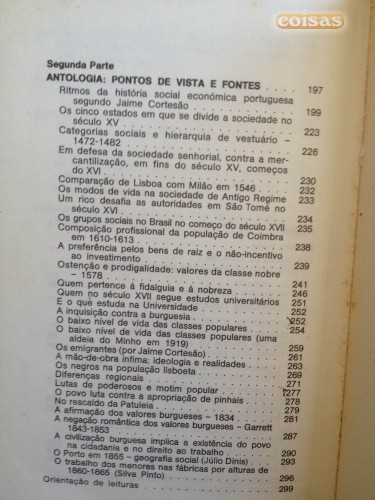 coisas
Segunda Parte
ANTOLOGIA: PONTOS DE VISTA E FONTES 197
Ritmos da história social económica portuguesa
segundo Jaime Cortesão 199
Os cinco estados em que se divide a sociedade no
século XV 223
Categorias sociais e hierarquia de vestuário –
1472-1482 226
Em defesa da sociedade senhorial, contra a mer-
cantilização, em fins do século XV, começos
do XVI 230
Comparação de Lisboa com Milão em 1546 232
Os modos de vida na sociedade de Antigo Regime 233
Um rico desafia as autoridades em São Tomé no
século XVI 234
Os grupos sociais no Brasil no começo do século XVII 235
Composição profissional da população de Coimbra
em 1610-1613 238
A preferência pelos bens de raíz e o não-incentivo
ao investimento 239
Ostenção e prodigalidade: valores da classe nobre
– 1578
Quem pertence à fidalguia e à nobreza 241
Quem no século XVII segue estudos universitários 246
E o que estuda na Universidade 251
A inquisição contra a burguesia 252
O baixo nível de vida das classes populares 252
O baixo nível de vida das classes populares (uma 254
aldeia do Minho em 1919)
Os emigrantes (por Jaime Cortesão) 259
A mão-de-obra ínfima: ideologia e realidades 261
Os negros na população lisboeta 263
Diferenças regionais 269
Lutas de poderosos e motim popular 271
O povo luta contra a apropriação de pinhais 277
No rescaldo da Patuleia 278
A afirmação dos valores burgueses – 1834 279
A negação romântica dos valores burgueses – Garrett 281
1843-1853
A civilização burguesa implica a existência do povo 287
na cidadania e no direito ao trabalho
O Porto em 1855 – geografia social (Júlio Dinis) 290
O trabalho dos menores nas fábricas por alturas de 293
1860-1865 (Silva Pinto) 296
Orientação de leituras 299